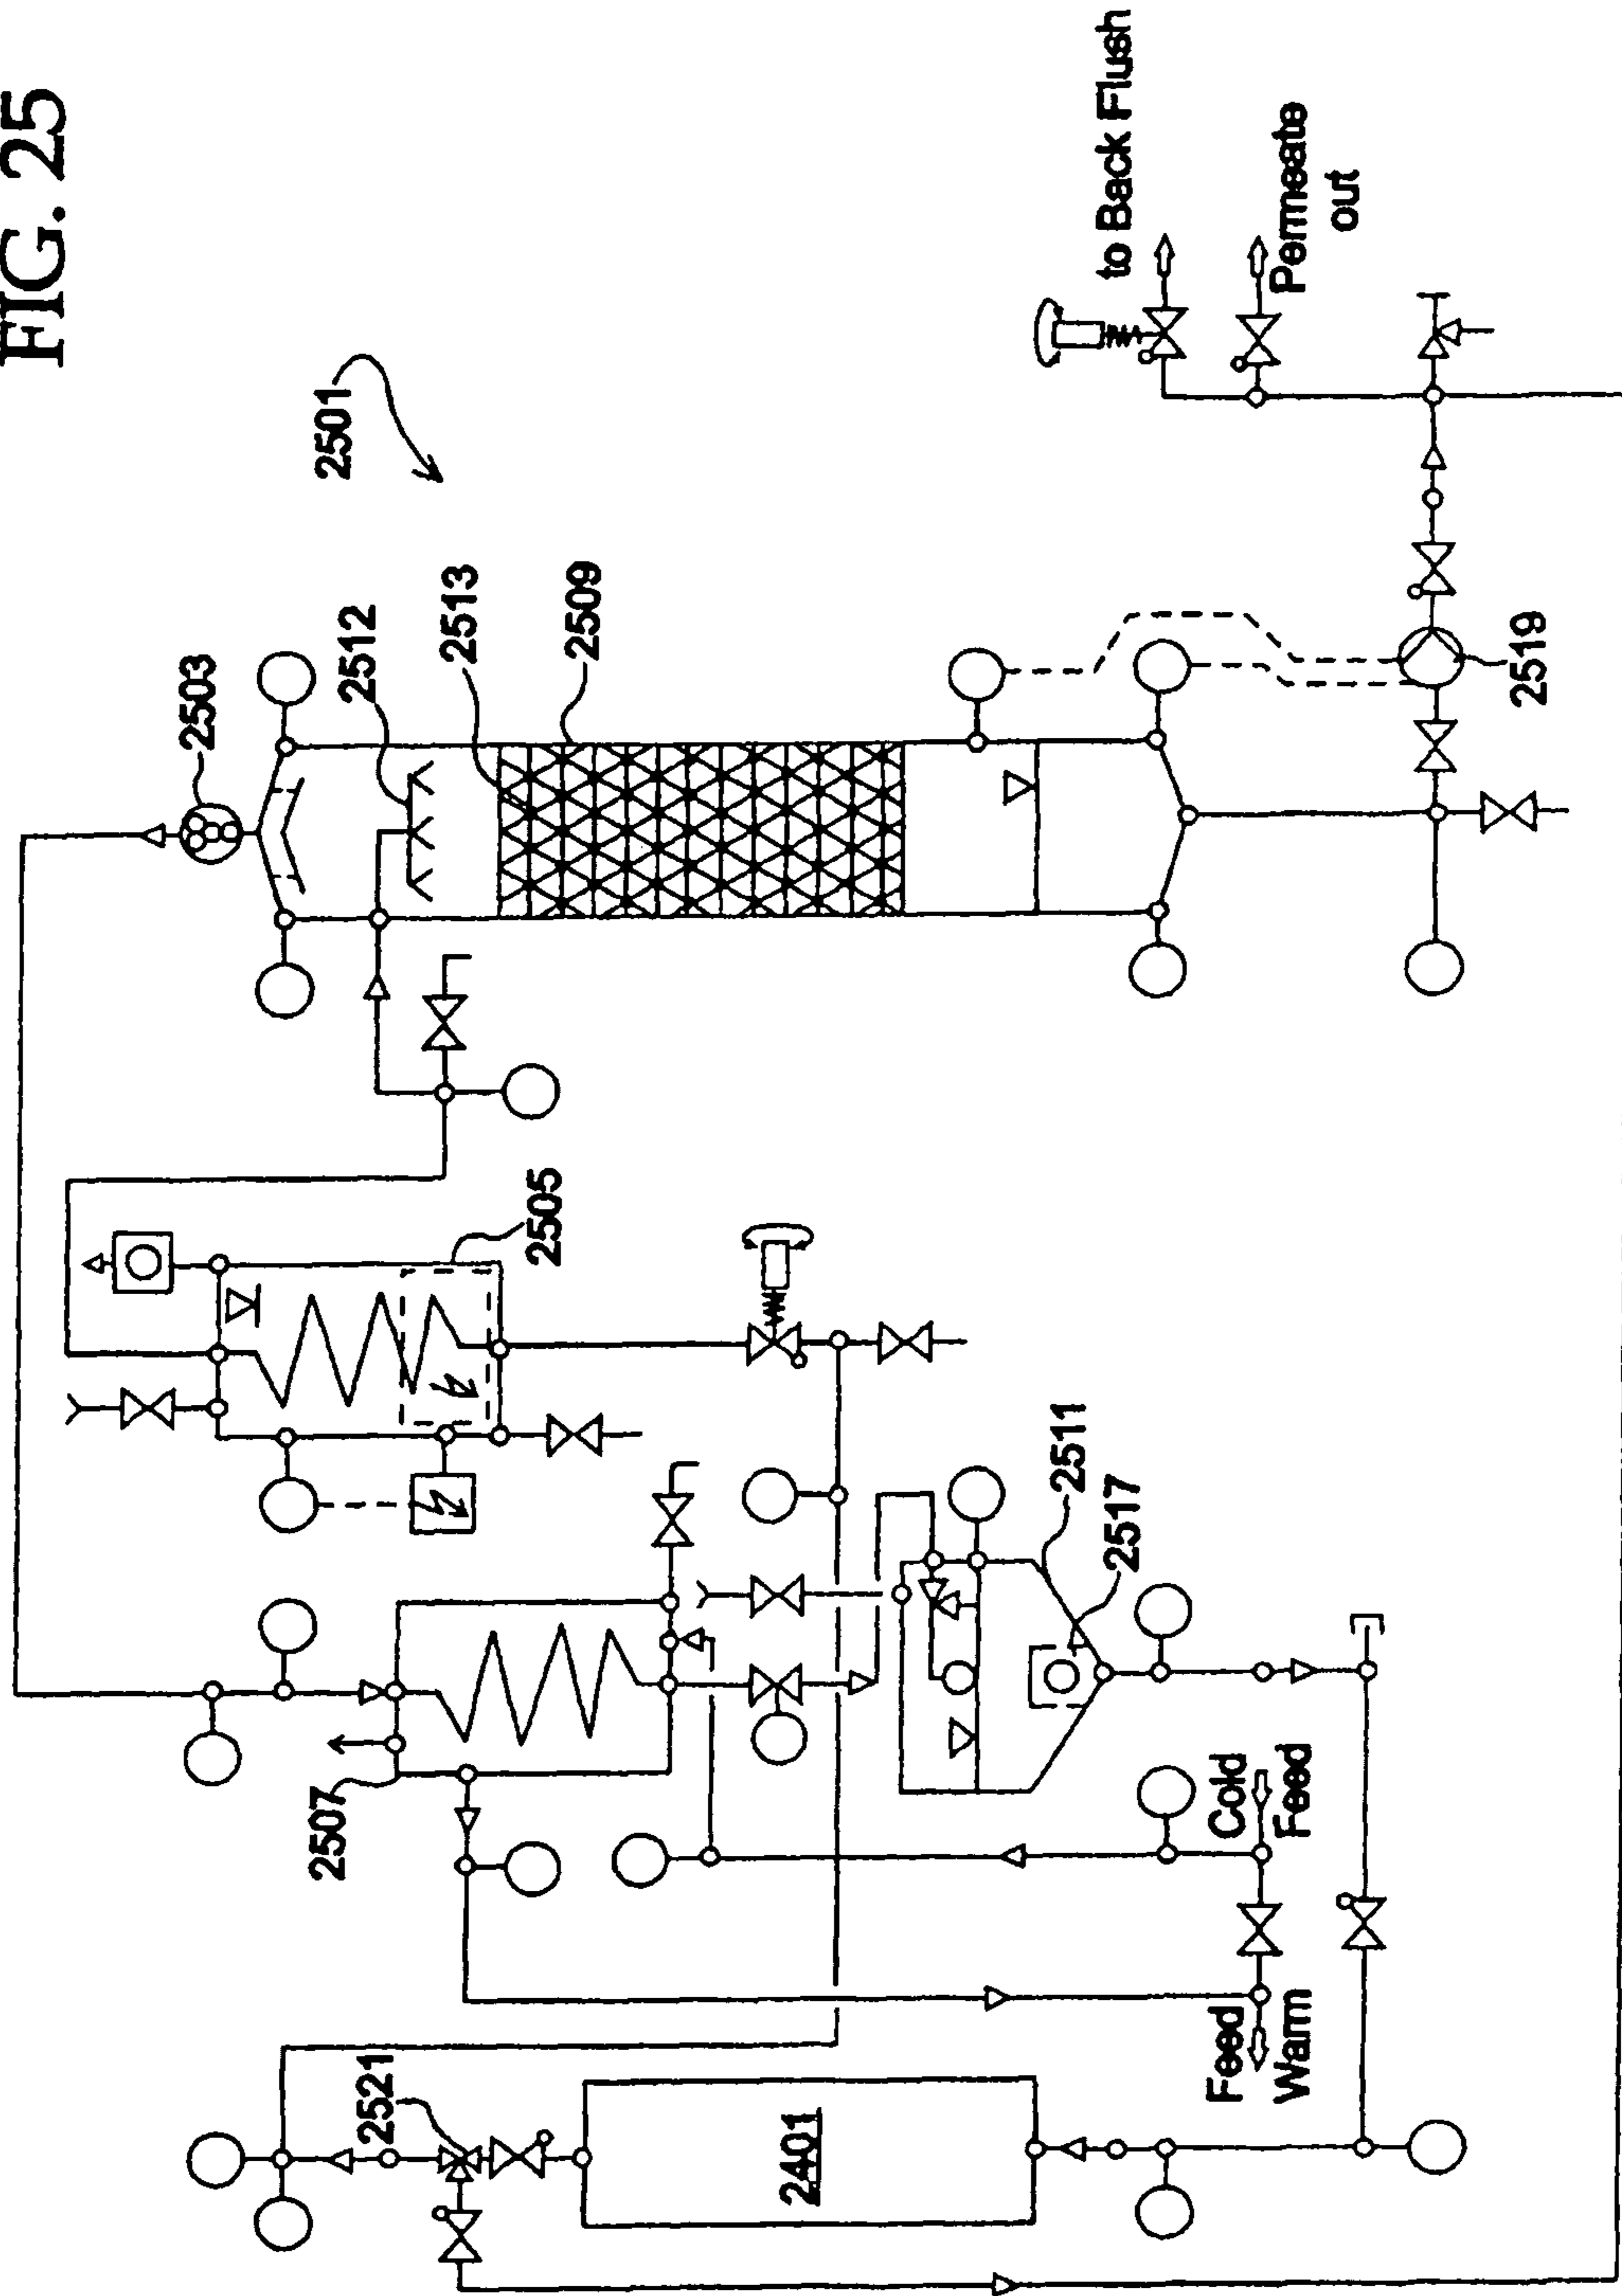 FIG. 25
2501
2503
2512
2513
2509
2505
2507
2511
2517
2519
2521
2401
to Back Flush
Permeate
out
Cold
Feed
Feed
Warm